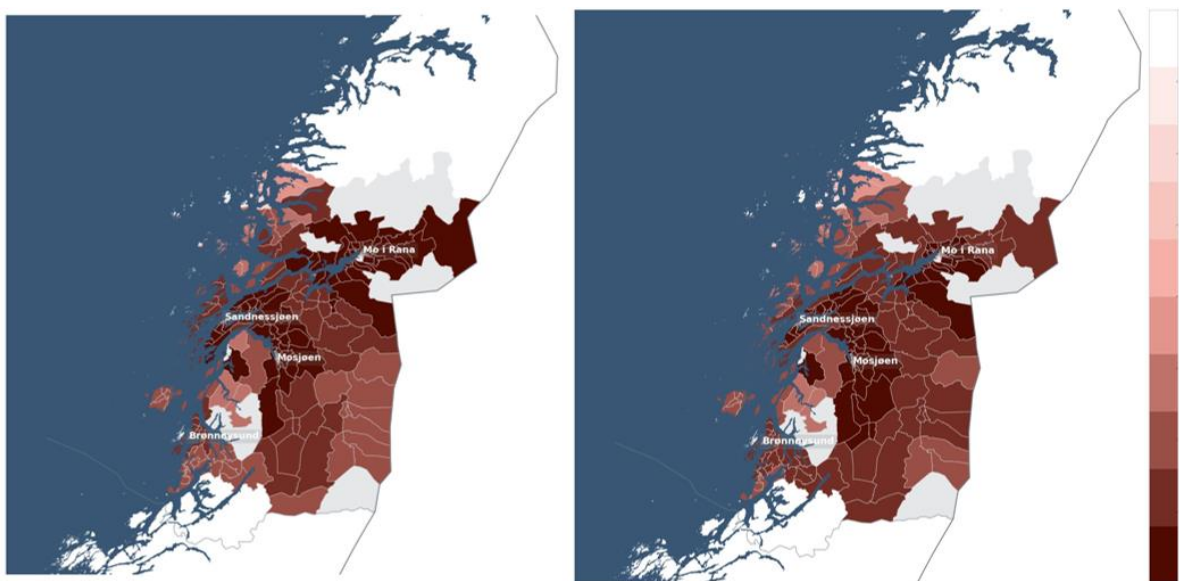 Mo i Rana
Sandnessjøen
Mosjøen
Brønnøysund
Mo i Rana
Sandnessjøen
Mosjøen
Brønnøysund